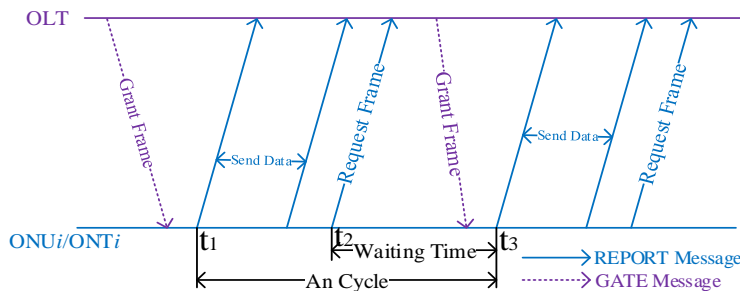 OLT
Grant Frame
Send Data
Request Frame
Grant Frame
Send Data
Request Frame
ONUi/ONTi
t1
t2
t3
Waiting Time
REPORT Message
An Cycle
GATE Message